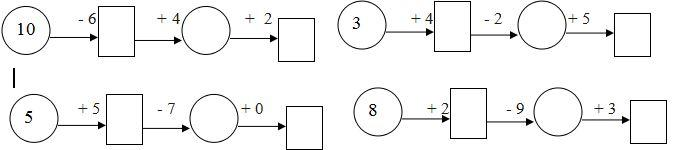 10 - 6 + 4 + 2
3 + 4 - 2 + 5
5 + 5 - 7 + 0
8 + 2 - 9 + 3